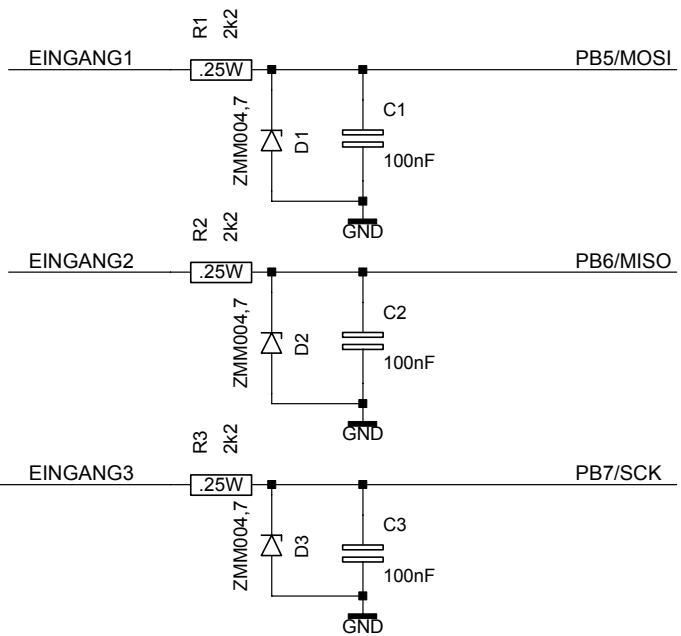 R1 2k2
EINGANG1 .25W PB5/MOSI
ZMM004,7 D1 C1
100nF
GND
R2 2k2
EINGANG2 .25W PB6/MISO
ZMM004,7 D2 C2
100nF
GND
R3 2k2
EINGANG3 .25W PB7/SCK
ZMM004,7 D3 C3
100nF
GND